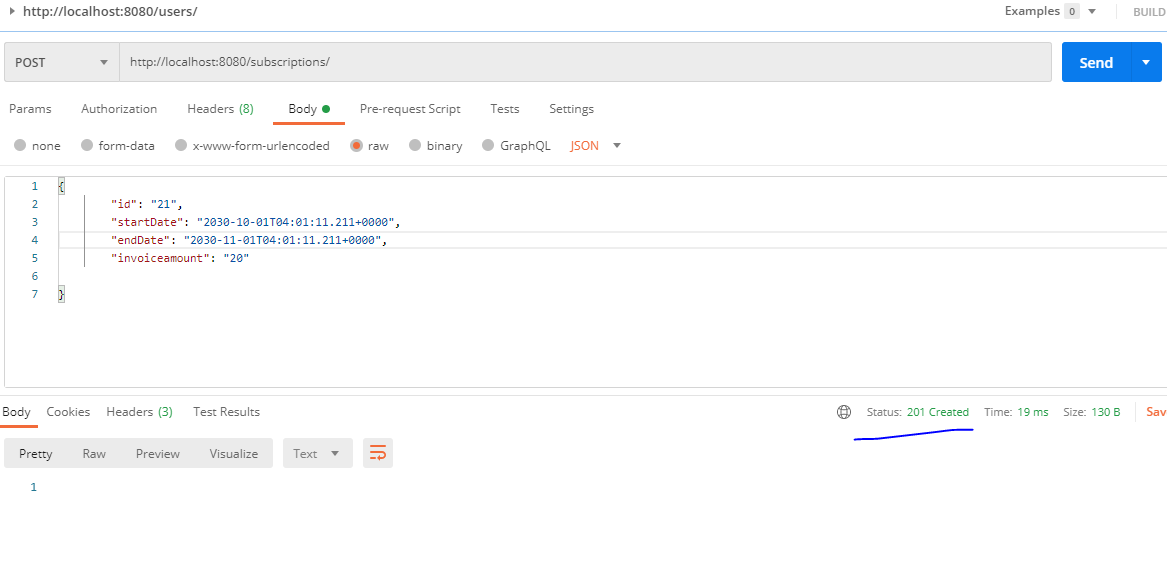 http://localhost:8080/users/ Examples 0 BUILD
POST http://localhost:8080/subscriptions/ Send
Params Authorization Headers (8) Body Pre-request Script Tests Settings
none form-data x-www-form-urlencoded raw binary GraphQL JSON
1 {
2 "id": "21",
3 "startDate": "2030-10-01T04:01:11.211+0000",
4 "endDate": "2030-11-01T04:01:11.211+0000",
5 "invoiceamount": "20"
6
7 }
Body Cookies Headers (3) Test Results Status: 201 Created Time: 19 ms Size: 130 B Sav
Pretty Raw Preview Visualize Text
1